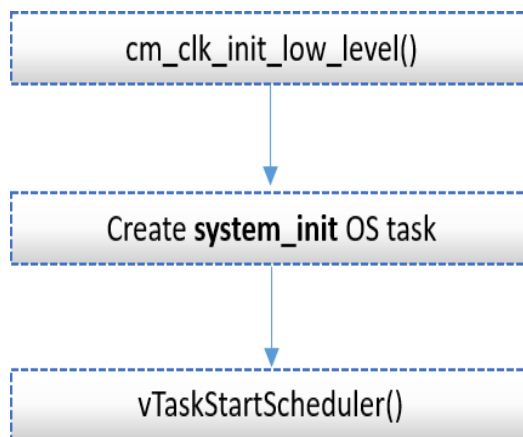 cm_clk_init_low_level()
Create system_init OS task
vTaskStartScheduler()